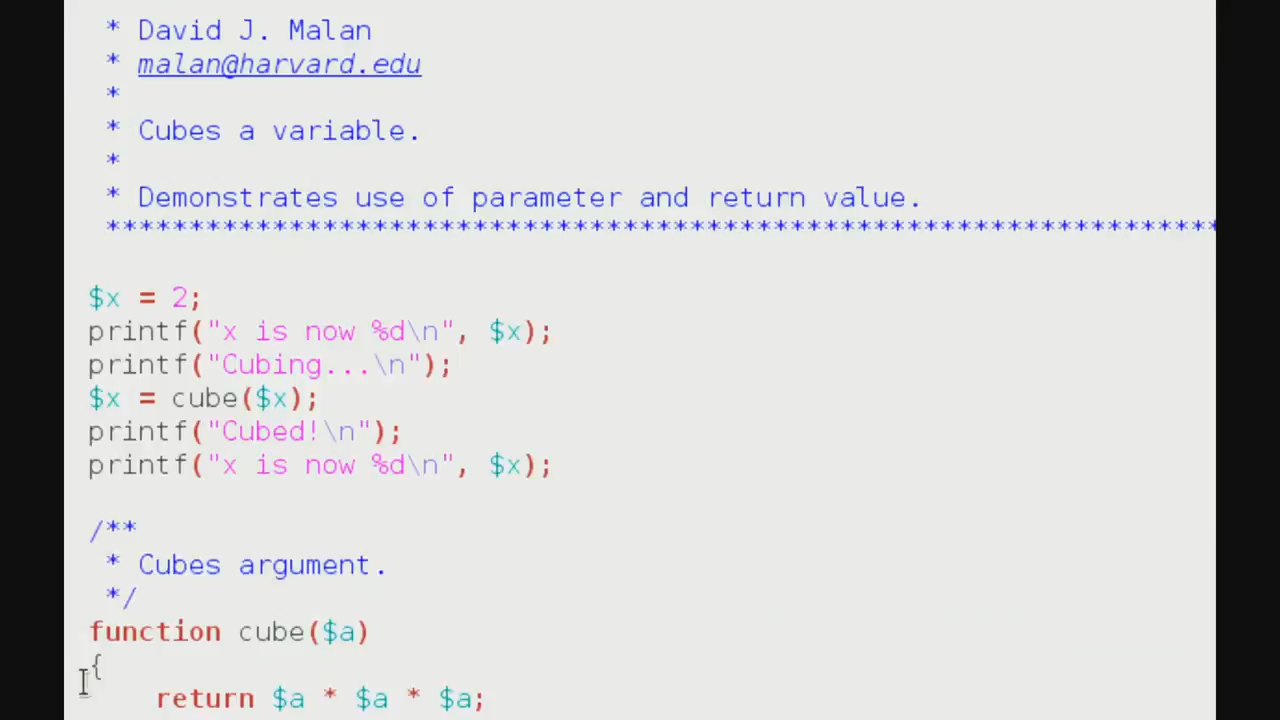 * David J. Malan
* malan@harvard.edu
*
* Cubes a variable.
*
* Demonstrates use of parameter and return value.
*******************************************************************
$x = 2;
printf("x is now %d\n", $x);
printf("Cubing...\n");
$x = cube($x);
printf("Cubed!\n");
printf("x is now %d\n", $x);
/**
* Cubes argument.
*/
function cube($a)
{
return $a * $a * $a;